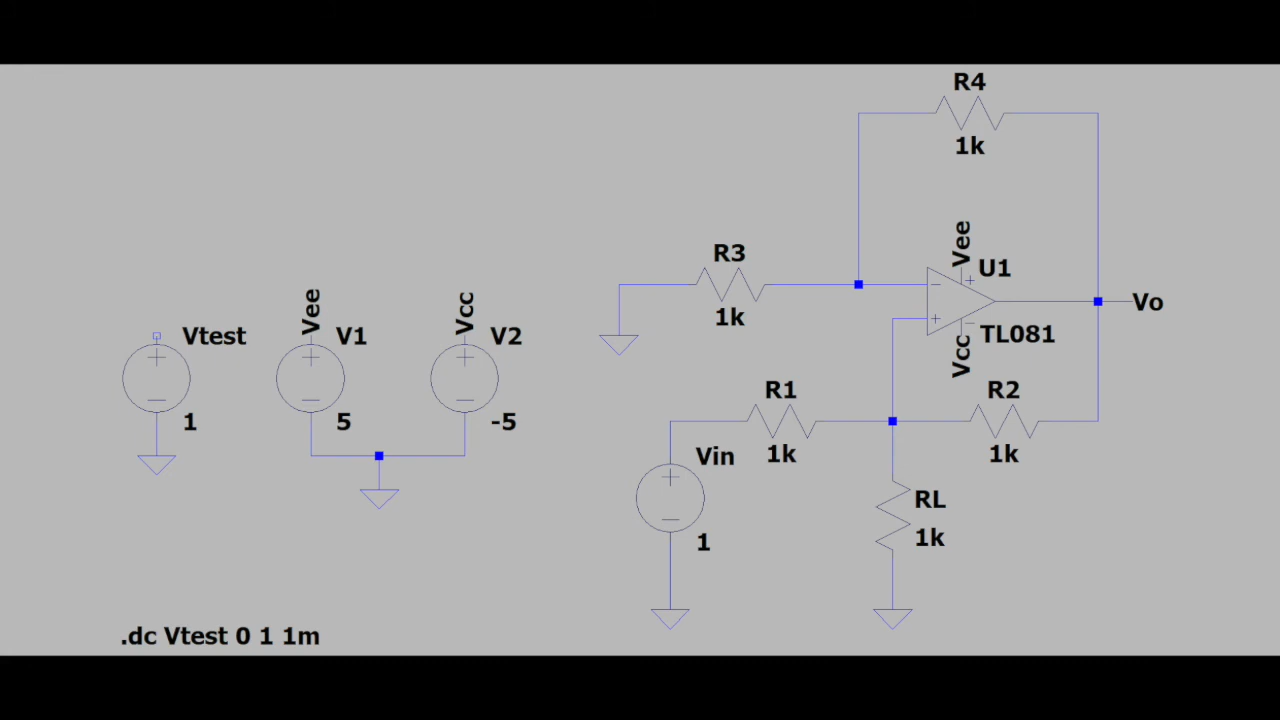 R4
1k
Vee
R3
U1
1k
Vo
Vee
Vcc
Vtest
V1
V2
TL081
Vcc
R1
R2
1
5
-5
1k
1k
Vin
RL
1k
1
.dc Vtest 0 1 1m